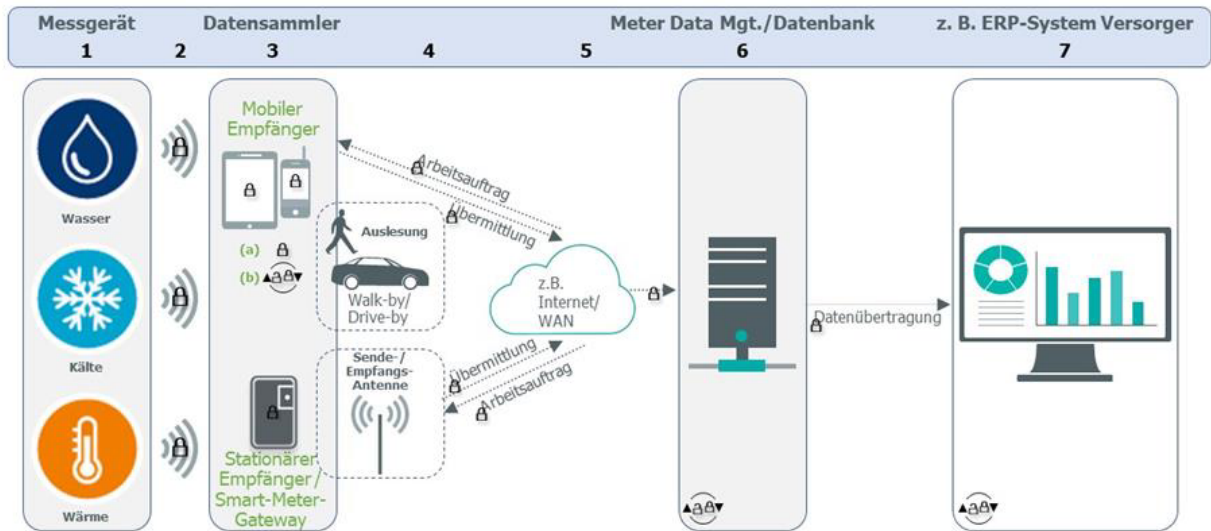 Messgerät
Datensammler
Meter Data Mgt./Datenbank
z. B. ERP-System Versorger
1
2
3
4
5
6
7
Wasser
Kälte
Wärme
Mobiler
Empfänger
(a)
(b)
Stationärer
Empfänger/
Smart-Meter-
Gateway
Auslesung
Walk-by/
Drive-by
Sende-/
Empfangs-
Antenne
Arbeitsauftrag
Übermittlung
Übermittlung
Arbeitsauftrag
z.B.
Internet/
WAN
Datenübertragung